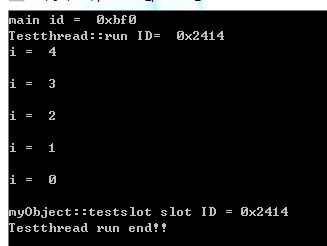 main id =  0xbf0
Testthread::run ID=  0x2414
i =  4
i =  3
i =  2
i =  1
i =  0
myObject::testslot slot ID = 0x2414
Testthread run end!!